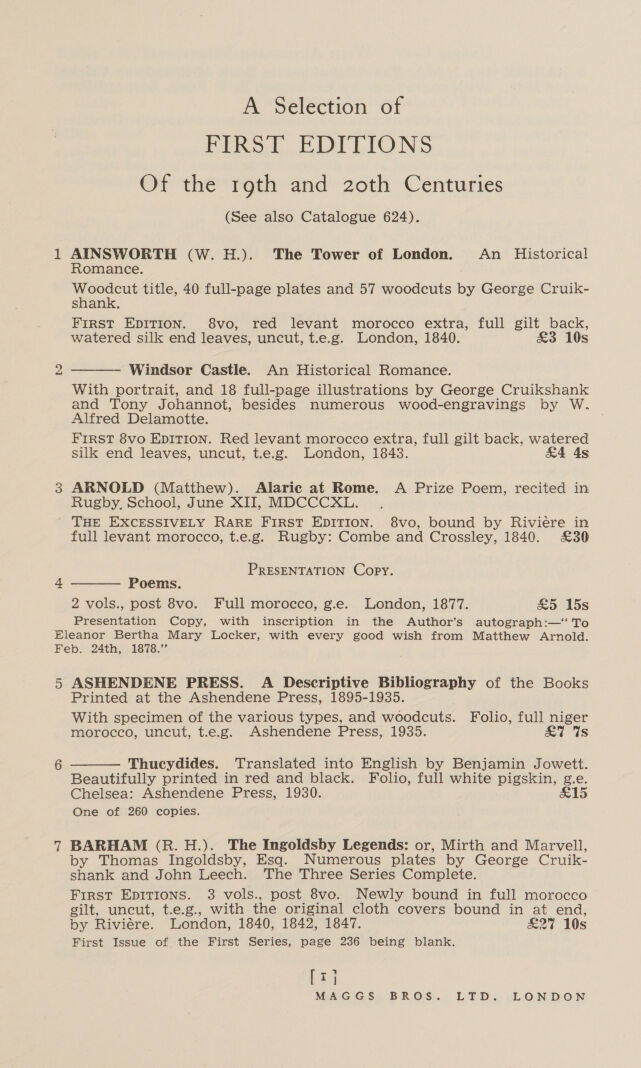 A Selection of
FIRST EDITIONS
Of the 19th and 20th Centuries
(See also Catalogue 624).
1 AINSWORTH (W. H.). The Tower of London. An Historical
Romance.
Woodcut title, 40 full-page plates and 57 woodcuts by George Cruik-
shank.
FIRST EDITION. 8vo, red levant morocco extra, full gilt back,
watered silk end leaves, uncut, t.e.g. London, 1840. £3 10s
2 ——— Windsor Castle. An Historical Romance.
With portrait, and 18 full-page illustrations by George Cruikshank
and Tony Johannot, besides numerous wood-engravings by W.
Alfred Delamotte.
FIRST 8vo EDITION. Red levant morocco extra, full gilt back, watered
silk end leaves, uncut, t.e.g. London, 1843. £4 4s
3 ARNOLD (Matthew). Alaric at Rome. A Prize Poem, recited in
Rugby School, June XII, MDCCCXL.
THE EXCESSIVELY RARE FIRST EDITION. 8vo, bound by Rivière in
full levant morocco, t.e.g. Rugby: Combe and Crossley, 1840. £30
PRESENTATION COPY.
4 ——— Poems.
2 vols., post 8vo. Full morocco, g.e. London, 1877. £5 15s
Presentation Copy, with inscription in the Author's autograph:—“To
Eleanor Bertha Mary Locker, with every good wish from Matthew Arnold.
Feb. 24th, 1878.”
5 ASHENDENE PRESS. A Descriptive Bibliography of the Books
Printed at the Ashendene Press, 1895-1935.
With specimen of the various types, and woodcuts. Folio, full niger
morocco, uncut, t.e.g. Ashendene Press, 1935. £7 7s
6 ——— Thucydides. Translated into English by Benjamin Jowett.
Beautifully printed in red and black. Folio, full white pigskin, g.e.
Chelsea: Ashendene Press, 1930. £15
One of 260 copies.
7 BARHAM (R. H.). The Ingoldsby Legends: or, Mirth and Marvell,
by Thomas Ingoldsby, Esq. Numerous plates by George Cruik-
shank and John Leech. The Three Series Complete.
FIRST EDITIONS. 3 vols., post 8vo. Newly bound in full morocco
gilt, uncut, t.e.g., with the original cloth covers bound in at end,
by Rivière. London, 1840, 1842, 1847. £27 10s
First Issue of the First Series, page 236 being blank.
[1]
MAGGS BROS. LTD. LONDON